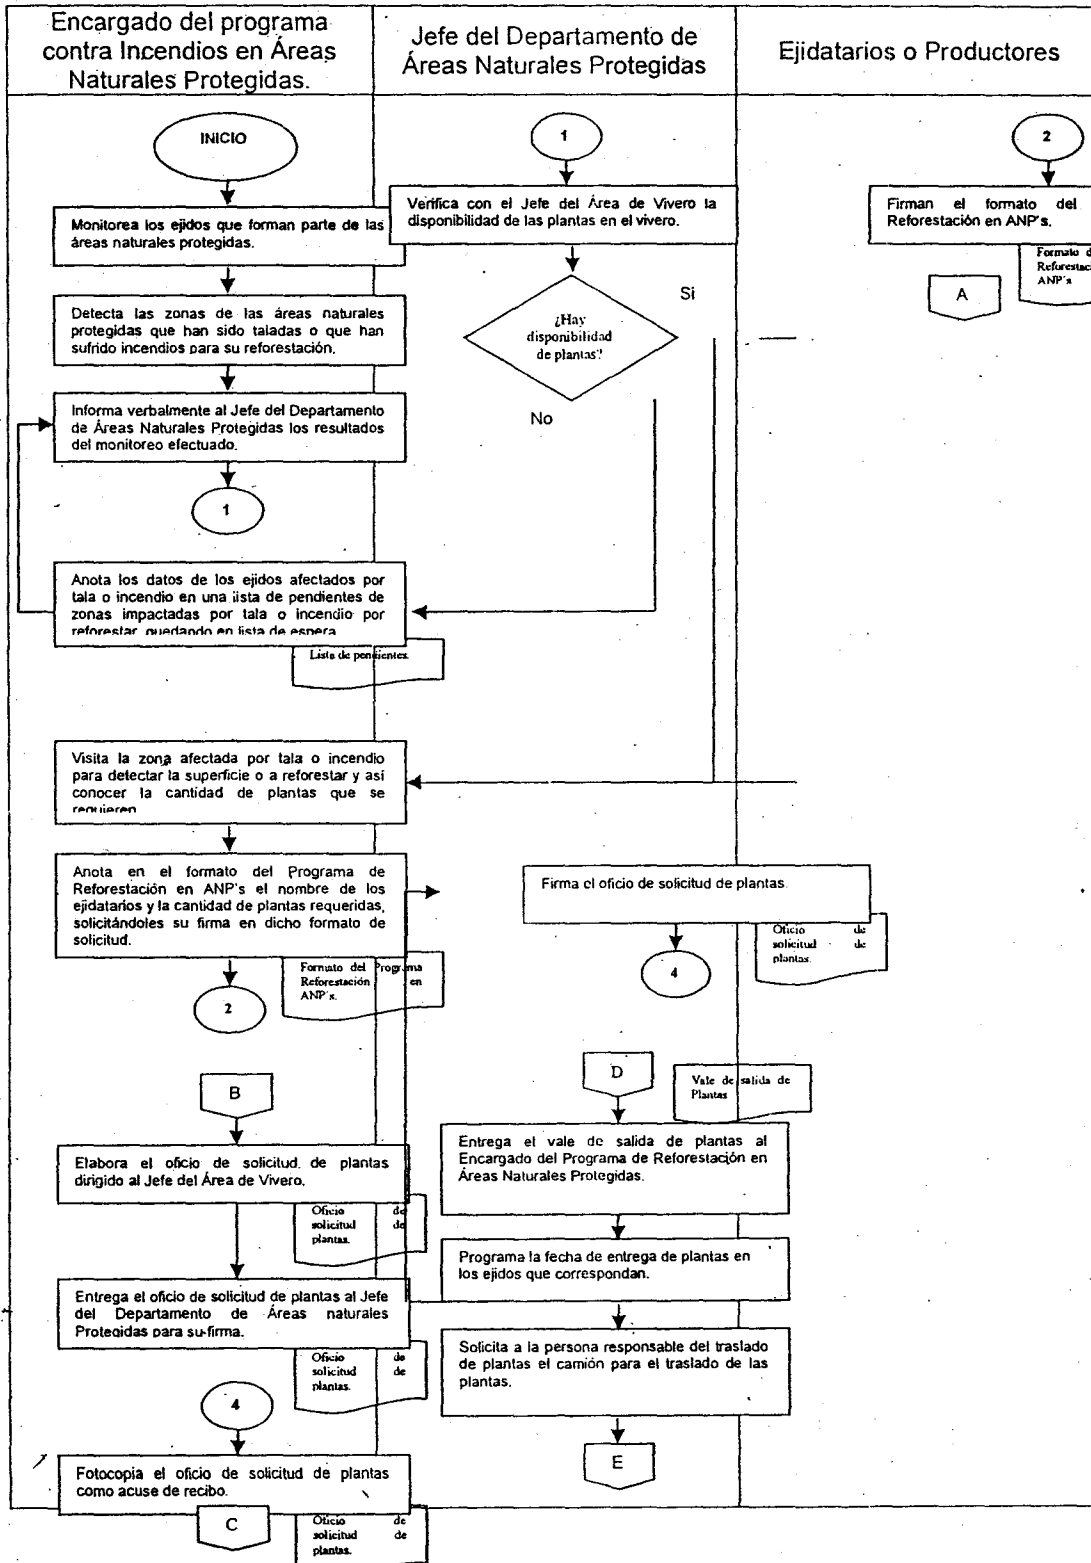 Encargado del programa
contra Incendios en Áreas
Naturales Protegidas.
Jefe del Departamento de
Áreas Naturales Protegidas
Ejidatarios o Productores
INICIO
Monitorea los ejidos que forman parte de las
áreas naturales protegidas.
Detecta las zonas de las áreas naturales
protegidas que han sido taladas o que han
sufrido incendios para su reforestación.
Informa verbalmente al Jefe del Departamento
de Áreas Naturales Protegidas los resultados
del monitoreo efectuado.
1
Anota los datos de los ejidos afectados por
tala o incendio en una lista de pendientes de
zonas impactadas por tala o incendio por
reforestar, quedando en lista de espera
Lista de pendientes.
Visita la zona afectada por tala o incendio
para detectar la superficie o a reforestar y así
conocer la cantidad de plantas que se
requieren
Anota en el formato del Programa de
Reforestación en ANP's el nombre de los
ejidatarios y la cantidad de plantas requeridas,
solicitándoles su firma en dicho formato de
solicitud.
Formato del Programa
Reforestación en
ANP's.
2
B
Elabora el oficio de solicitud. de plantas
dirigido al Jefe del Área de Vivero.
Oficio de
solicitud de
plantas.
Entrega el oficio de solicitud de plantas al Jefe
del Departamento de Áreas naturales
Protegidas para su firma.
Oficio de
solicitud de
plantas.
4
Fotocopia el oficio de solicitud de plantas
como acuse de recibo.
C
Oficio de
solicitud de
plantas.
1
Verifica con el Jefe del Área de Vivero la
disponibilidad de las plantas en el vivero.
¿Hay
disponibilidad
de plantas?
Si
No
Firma el oficio de solicitud de plantas.
Oficio de
solicitud de
plantas.
4
D
Vale de salida de
Plantas
Entrega el vale de salida de plantas al
Encargado del Programa de Reforestación en
Áreas Naturales Protegidas.
Programa la fecha de entrega de plantas en
los ejidos que correspondan.
Solicita a la persona responsable del traslado
de plantas el camión para el traslado de las
plantas.
E
2
Firman el formato del
Reforestación en ANP's.
Formato d
Reforestac
ANP's
A